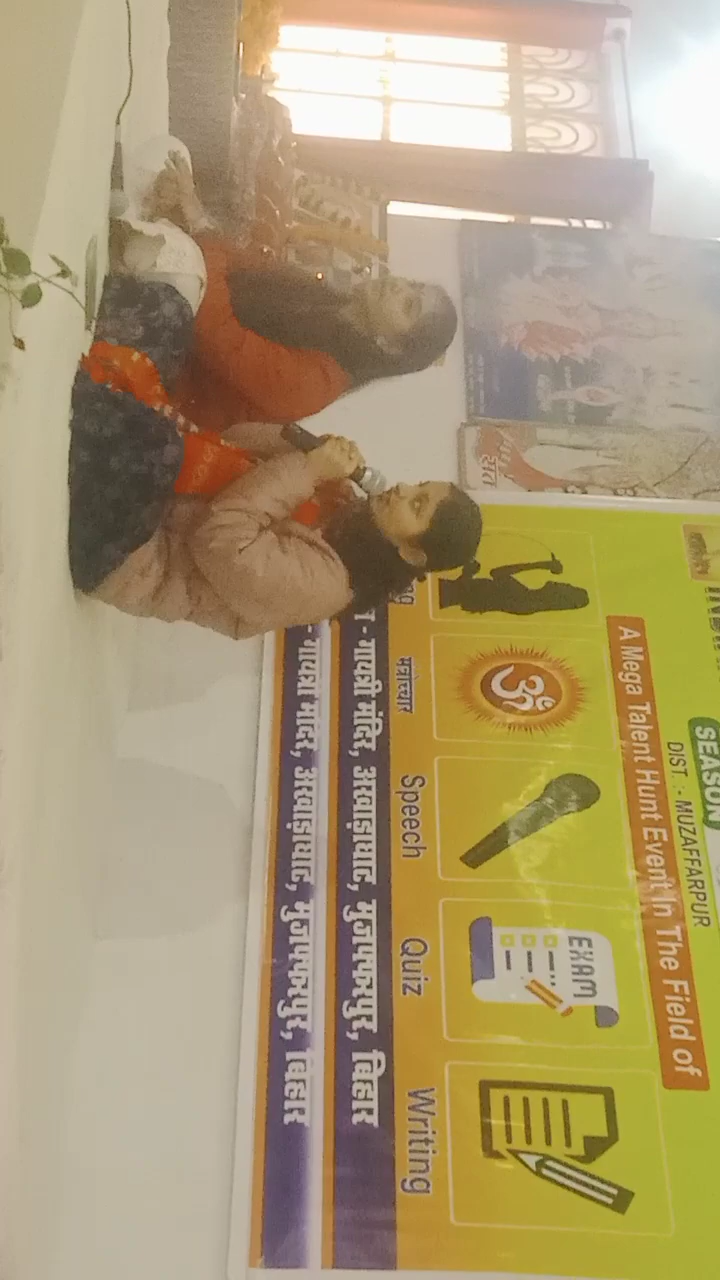 SEASON
DIST. :- MUZAFFARPUR
A Mega Talent Hunt Event In The Field of
ॐ
EXAM
मंत्रोच्चार Speech Quiz Writing
- गायत्री मंदिर, अखाड़ाघाट, मुजफ्फरपुर, बिहार
- गायत्री मंदिर, अखाड़ाघाट, मुजफ्फरपुर, बिहार